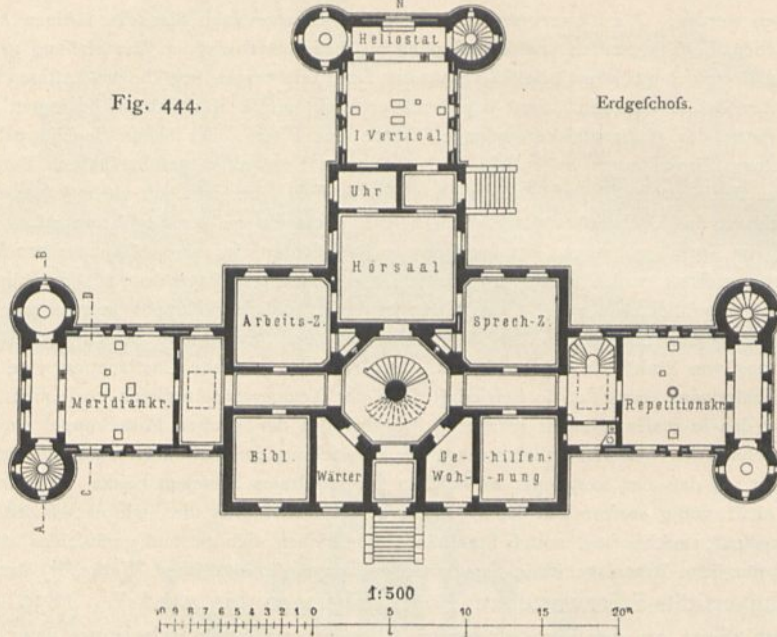 N
Heliostat
Fig. 444.
Erdgeſchoſs.
I Vertical
Uhr
Hörsaal
B
D
Arbeits-Z.
Sprech-Z.
Meridiankr.
Repetitionskr.
Bibl.
Wärter
Ge- -hilfen-
Woh- -nung
C
A
1:500
10 9 8 7 6 5 4 3 2 1 0 5 10 15 20m